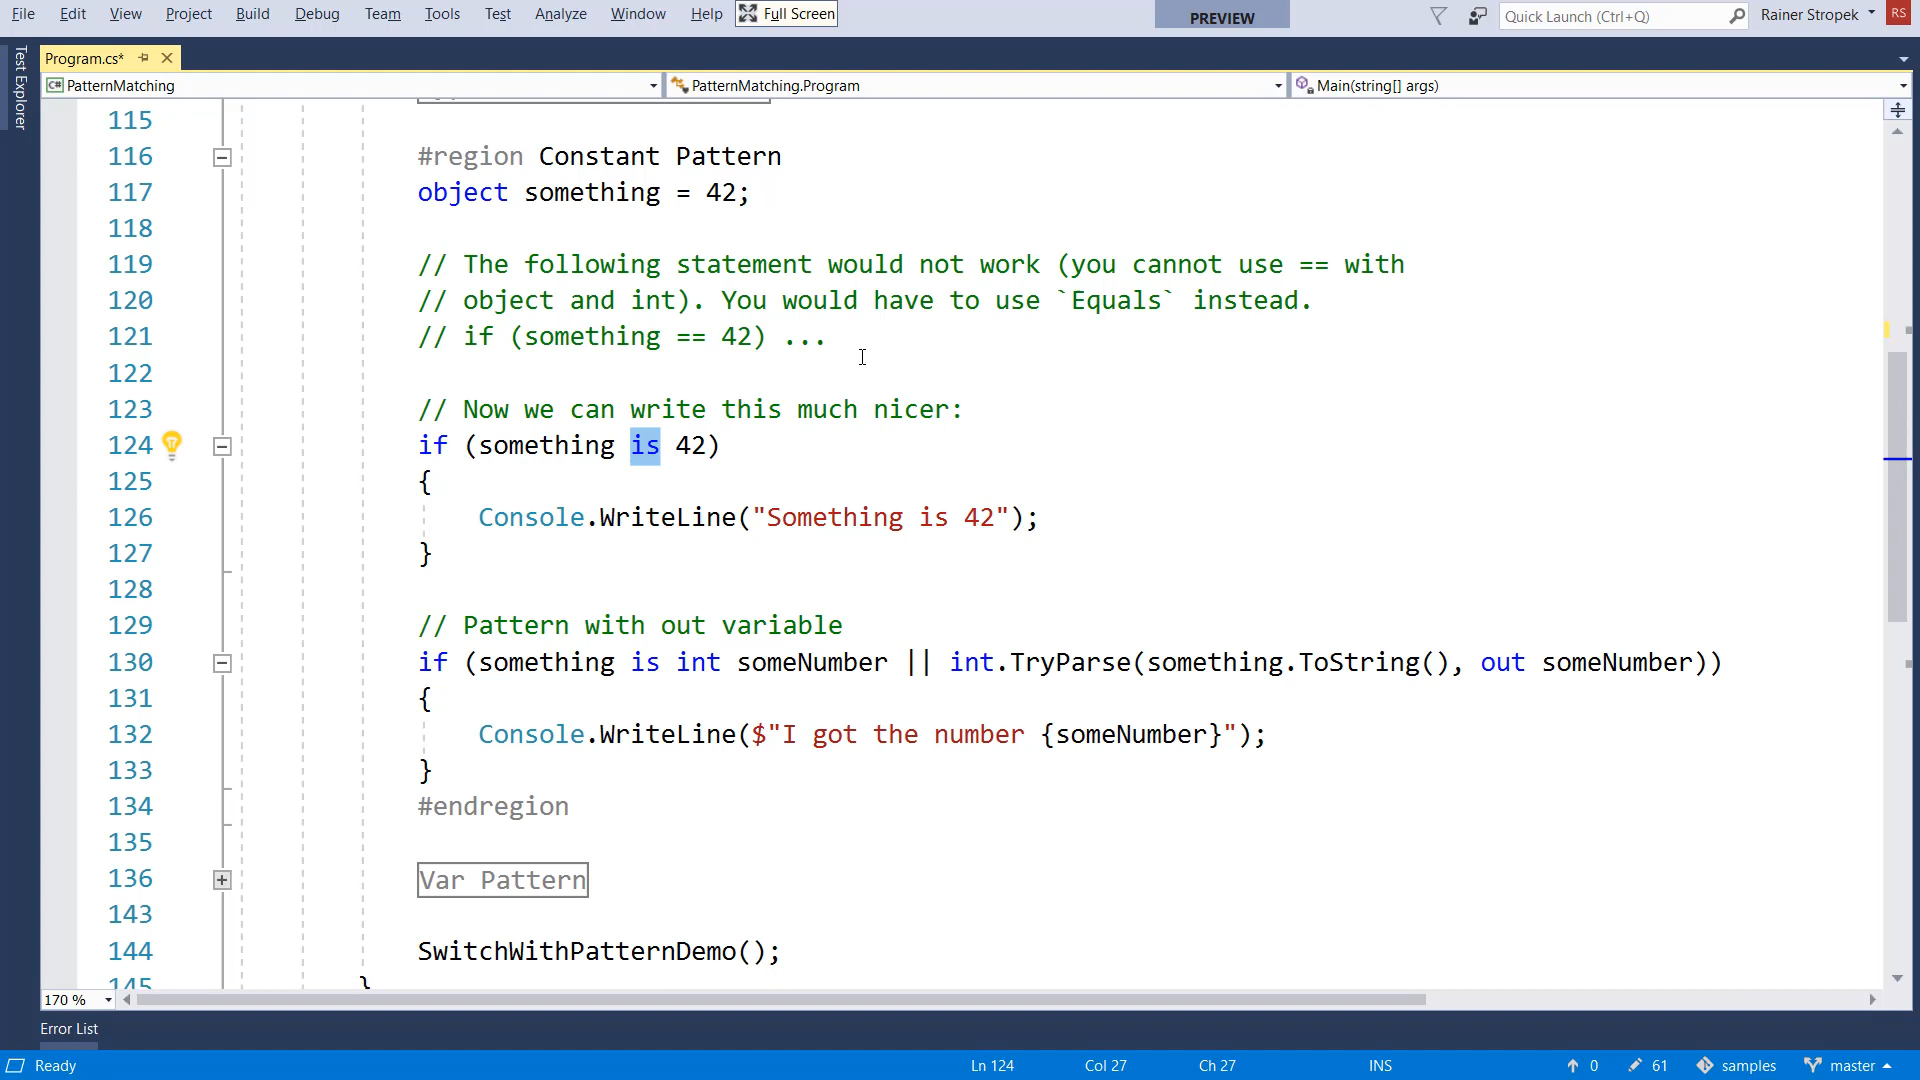 File Edit View Project Build Debug Team Tools Test Analyze Window Help Full Screen PREVIEW Quick Launch (Ctrl+Q) Rainer Stropek RS
Test Explorer
Program.cs*
C# PatternMatching PatternMatching.Program Main(string[] args)
115
116 #region Constant Pattern
117 object something = 42;
118
119 // The following statement would not work (you cannot use == with
120 // object and int). You would have to use `Equals` instead.
121 // if (something == 42) ...
122
123 // Now we can write this much nicer:
124 if (something is 42)
125 {
126 Console.WriteLine("Something is 42");
127 }
128
129 // Pattern with out variable
130 if (something is int someNumber || int.TryParse(something.ToString(), out someNumber))
131 {
132 Console.WriteLine($"I got the number {someNumber}");
133 }
134 #endregion
135
136 Var Pattern
143
144 SwitchWithPatternDemo();
145 }
170 %
Error List
Ready Ln 124 Col 27 Ch 27 INS 0 61 samples master